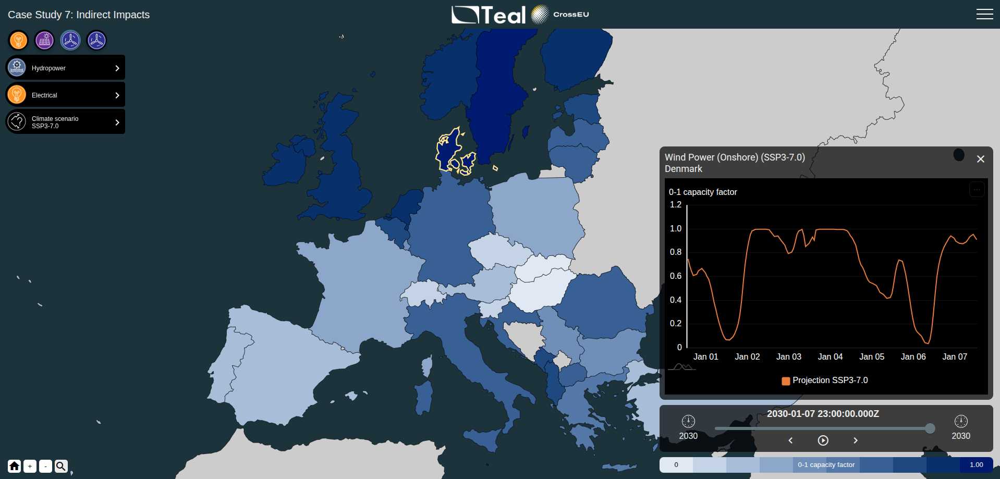 Case Study 7: Indirect Impacts
Teal CrossEU
Hydropower
Electrical
Climate scenario
SSP3-7.0
Wind Power (Onshore) (SSP3-7.0)
Denmark
0-1 capacity factor
1.2
1.0
0.8
0.6
0.4
0.2
0
Jan 01 Jan 02 Jan 03 Jan 04 Jan 05 Jan 06 Jan 07
Projection SSP3-7.0
2030-01-07 23:00:00.000Z
2030 2030
0 0-1 capacity factor 1.00
+ -